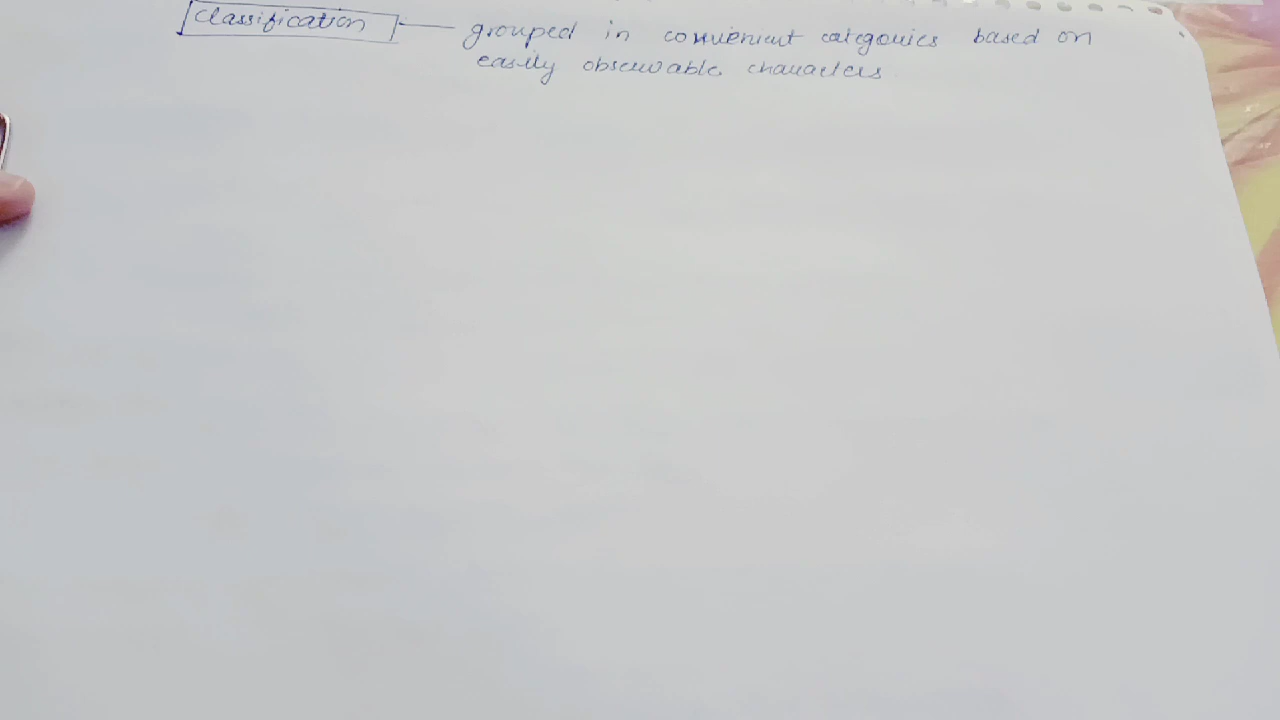 Classification — grouped in convenient categories based on
easily observable characters.